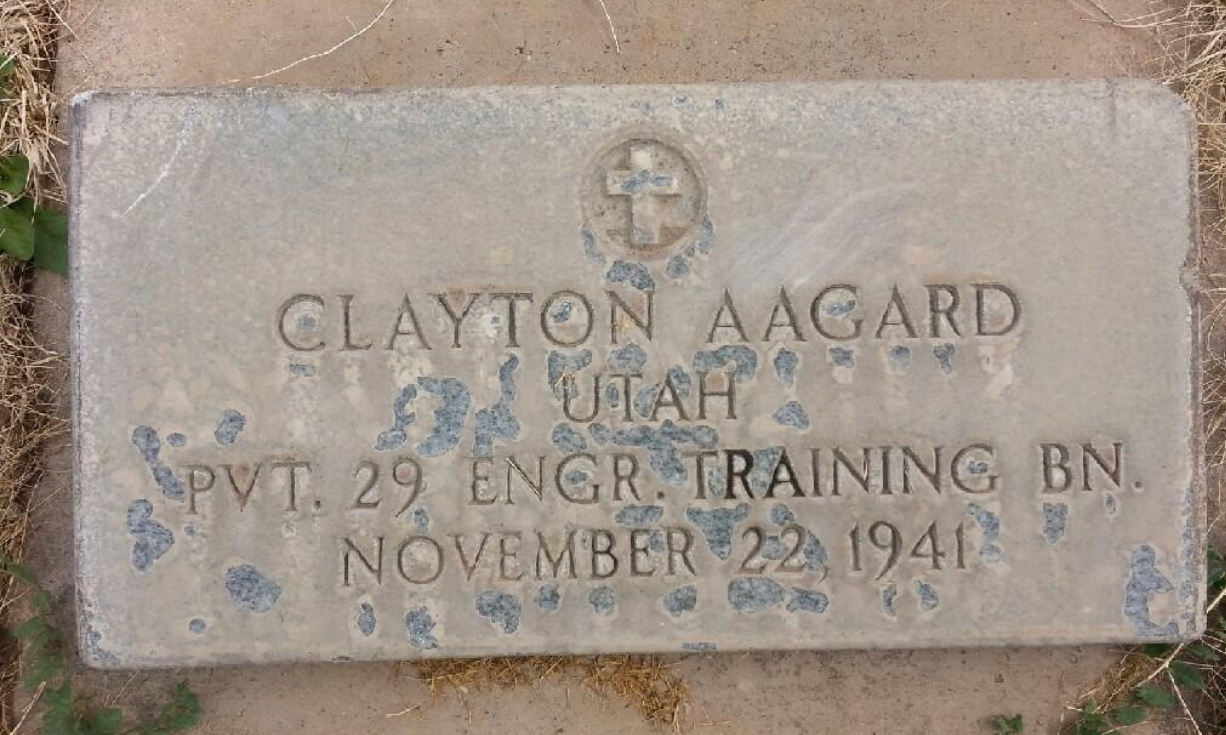 CLAYTON AAGARD
UTAH
PVT. 29 ENGR. TRAINING BN.
NOVEMBER 22, 1941